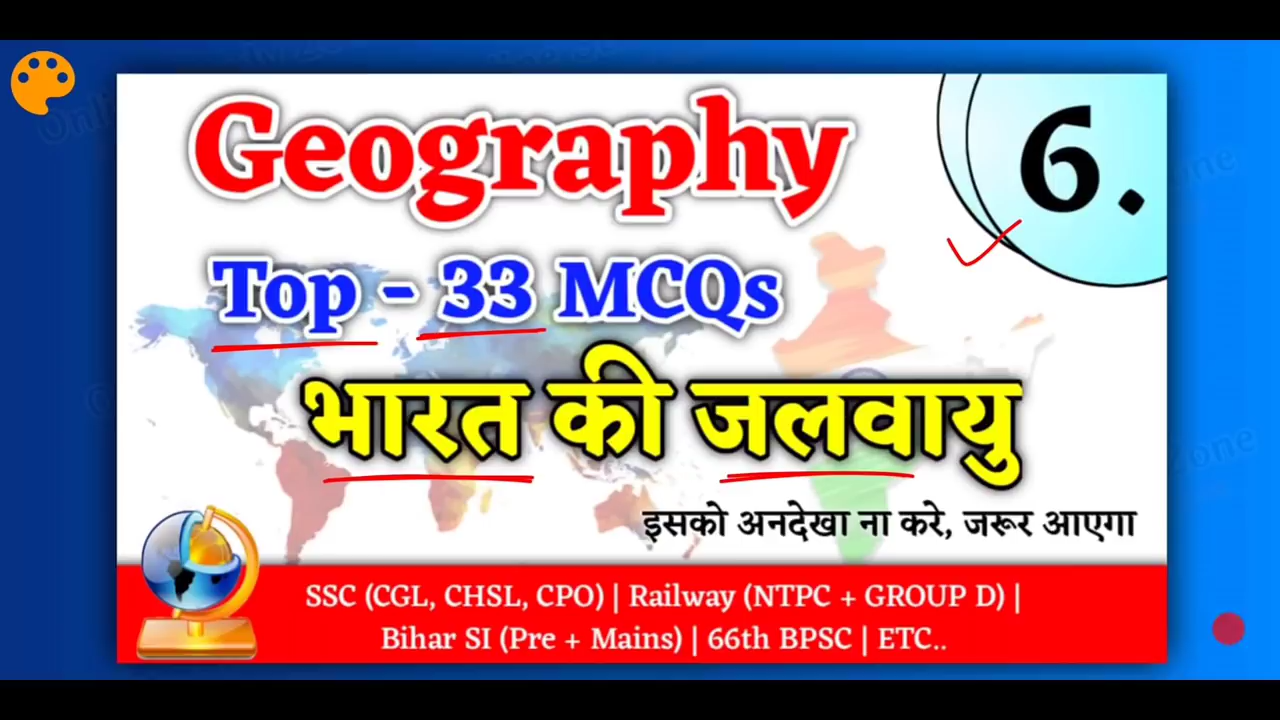 Geography
6.
Top - 33 MCQs
भारत की जलवायु
इसको अनदेखा ना करे, जरूर आएगा
SSC (CGL, CHSL, CPO) | Railway (NTPC + GROUP D) |
Bihar SI (Pre + Mains) | 66th BPSC | ETC..